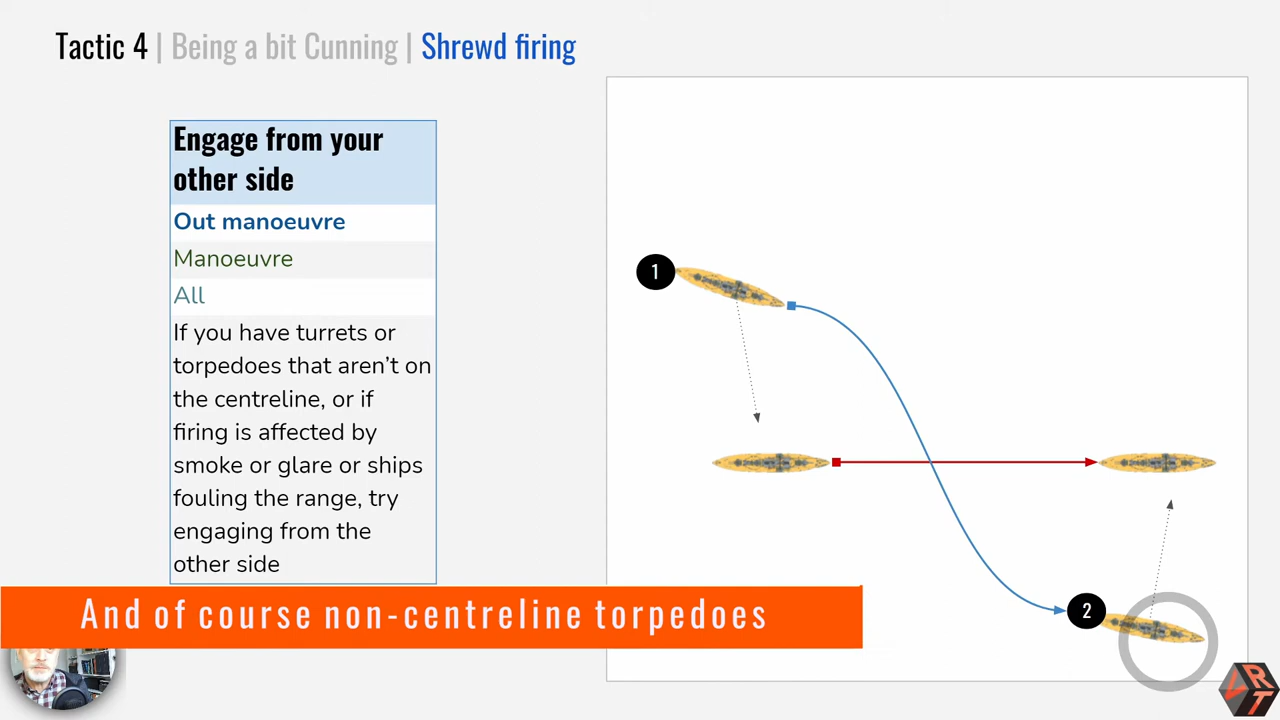 Tactic 4 | Being a bit Cunning | Shrewd firing
Engage from your
other side
Out manoeuvre
Manoeuvre
All
If you have turrets or
torpedoes that aren’t on
the centreline, or if
firing is affected by
smoke or glare or ships
fouling the range, try
engaging from the
other side
1
2
And of course non-centreline torpedoes
RT